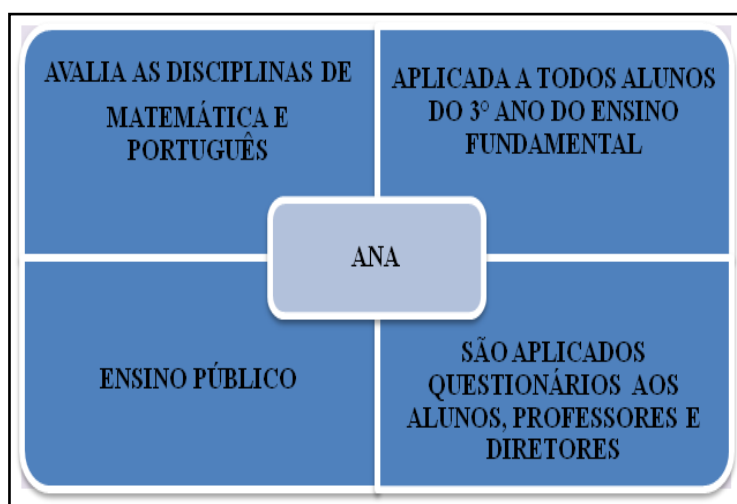 AVALIA AS DISCIPLINAS DE
MATEMÁTICA E
PORTUGUÊS
APLICADA A TODOS ALUNOS
DO 3° ANO DO ENSINO
FUNDAMENTAL
ANA
ENSINO PÚBLICO
SÃO APLICADOS
QUESTIONÁRIOS AOS
ALUNOS, PROFESSORES E
DIRETORES